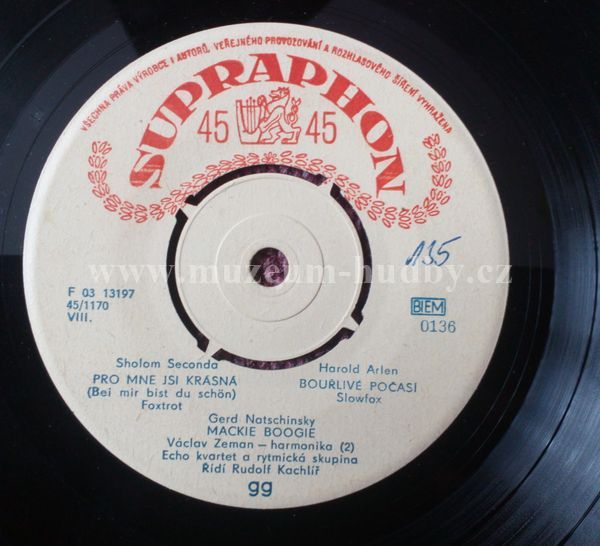 VŠECHNA PRÁVA VÝROBCE I AUTORŮ, VEŘEJNÉHO PROVOZOVÁNÍ A ROZHLASOVÉHO ŠÍŘENÍ VYHRAŽENA
SUPRAPHON
45 45
135
www.muzeum-hudby.cz
F 03 13197
45/1170
VIII.
BIEM
0136
Sholom Seconda
PRO MNE JSI KRÁSNÁ
(Bei mir bist du schön)
Foxtrot
Harold Arlen
BOUŘLIVÉ POČASÍ
Slowfox
Gerd Natschinsky
MACKIE BOOGIE
Václav Zeman—harmonika (2)
Echo kvartet a rytmická skupina
Řídí Rudolf Kachlíř
gg